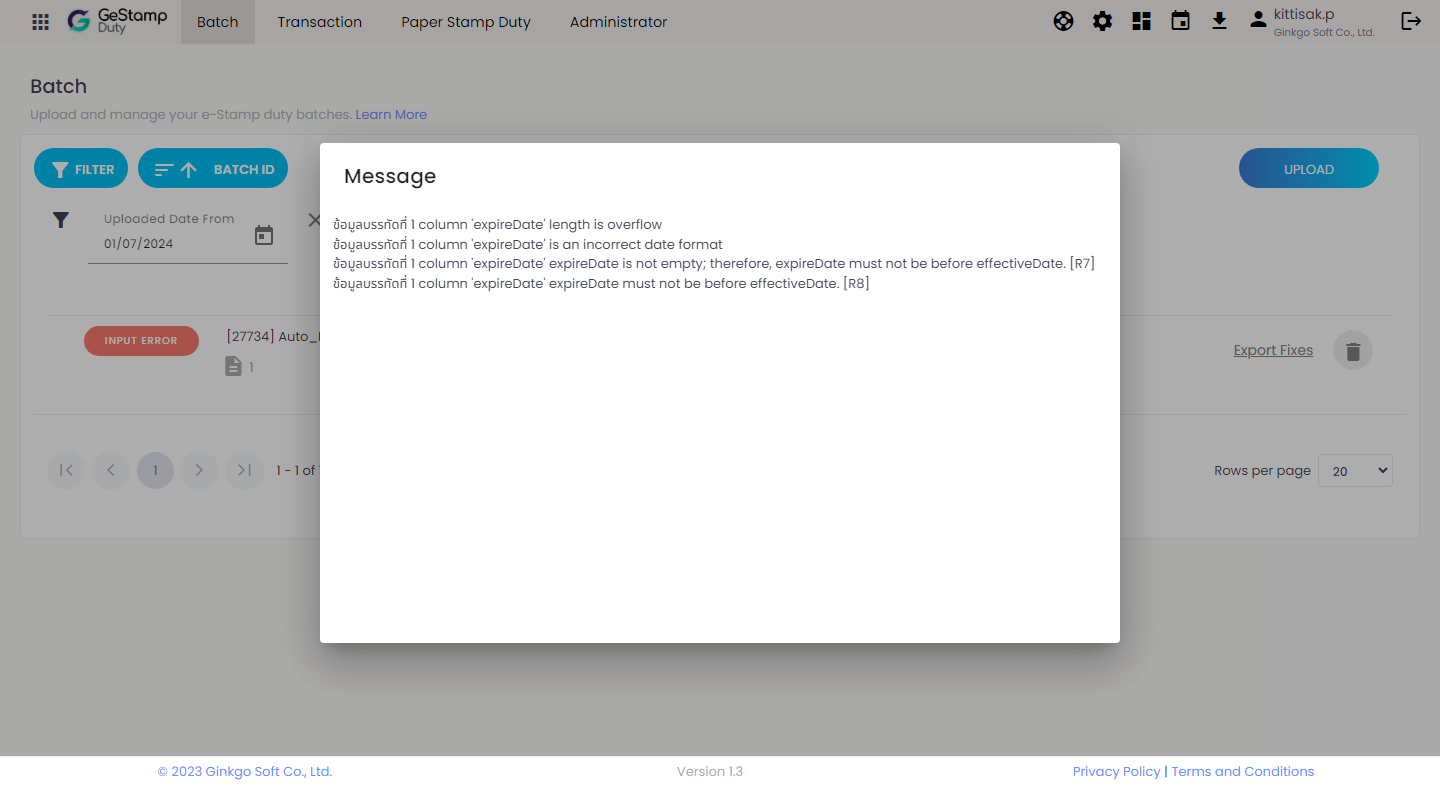 GeStamp
Duty
Batch
Transaction
Paper Stamp Duty
Administrator
kittisak.p
Ginkgo Soft Co., Ltd.
Batch
Upload and manage your e-Stamp duty batches. Learn More
FILTER
BATCH ID
UPLOAD
Uploaded Date From
01/07/2024
Message
ข้อมูลบรรทัดที่ 1 column 'expireDate' length is overflow
ข้อมูลบรรทัดที่ 1 column 'expireDate' is an incorrect date format
ข้อมูลบรรทัดที่ 1 column 'expireDate' expireDate is not empty; therefore, expireDate must not be before effectiveDate. [R7]
ข้อมูลบรรทัดที่ 1 column 'expireDate' expireDate must not be before effectiveDate. [R8]
INPUT ERROR
[27734] Auto_
1
Export Fixes
1
1 - 1 of
Rows per page
20
© 2023 Ginkgo Soft Co., Ltd.
Version 1.3
Privacy Policy | Terms and Conditions